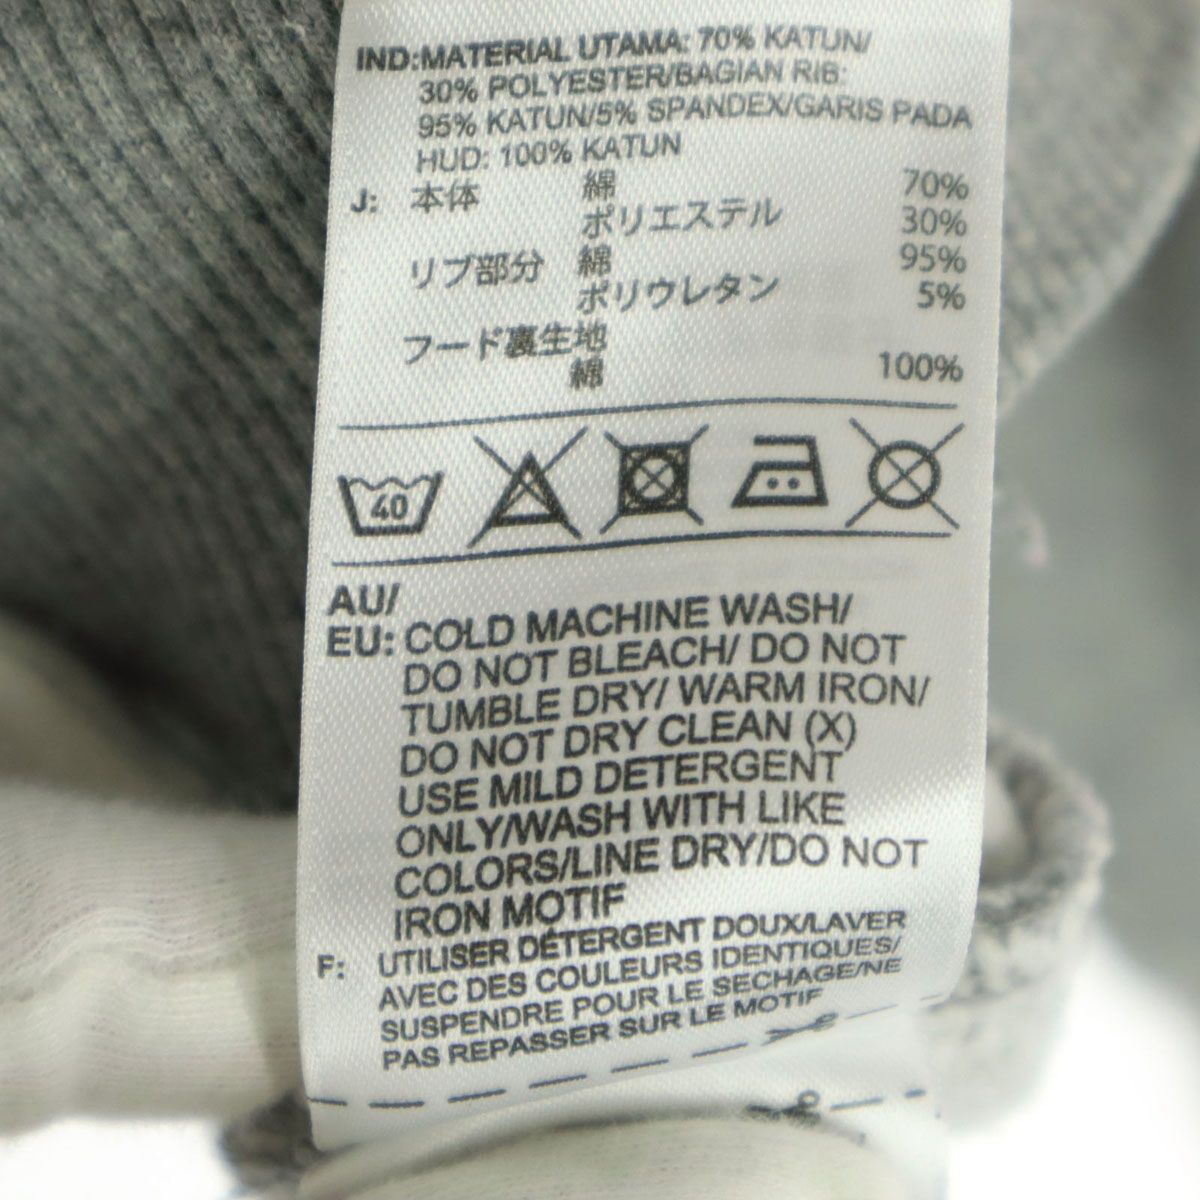 IND:MATERIAL UTAMA: 70% KATUN/
30% POLYESTER/BAGIAN RIB:
95% KATUN/5% SPANDEX/GARIS PADA
HUD: 100% KATUN
J: 本体 綿 70%
ポリエステル 30%
リブ部分 綿 95%
ポリウレタン 5%
フード裏生地
綿 100%
40
AU/
EU: COLD MACHINE WASH/
DO NOT BLEACH/ DO NOT
TUMBLE DRY/ WARM IRON/
DO NOT DRY CLEAN (X)
USE MILD DETERGENT
ONLY/WASH WITH LIKE
COLORS/LINE DRY/DO NOT
IRON MOTIF
F: UTILISER DÉTERGENT DOUX/LAVER
AVEC DES COULEURS IDENTIQUES/
SUSPENDRE POUR LE SECHAGE/NE
PAS REPASSER SUR LE MOTIF